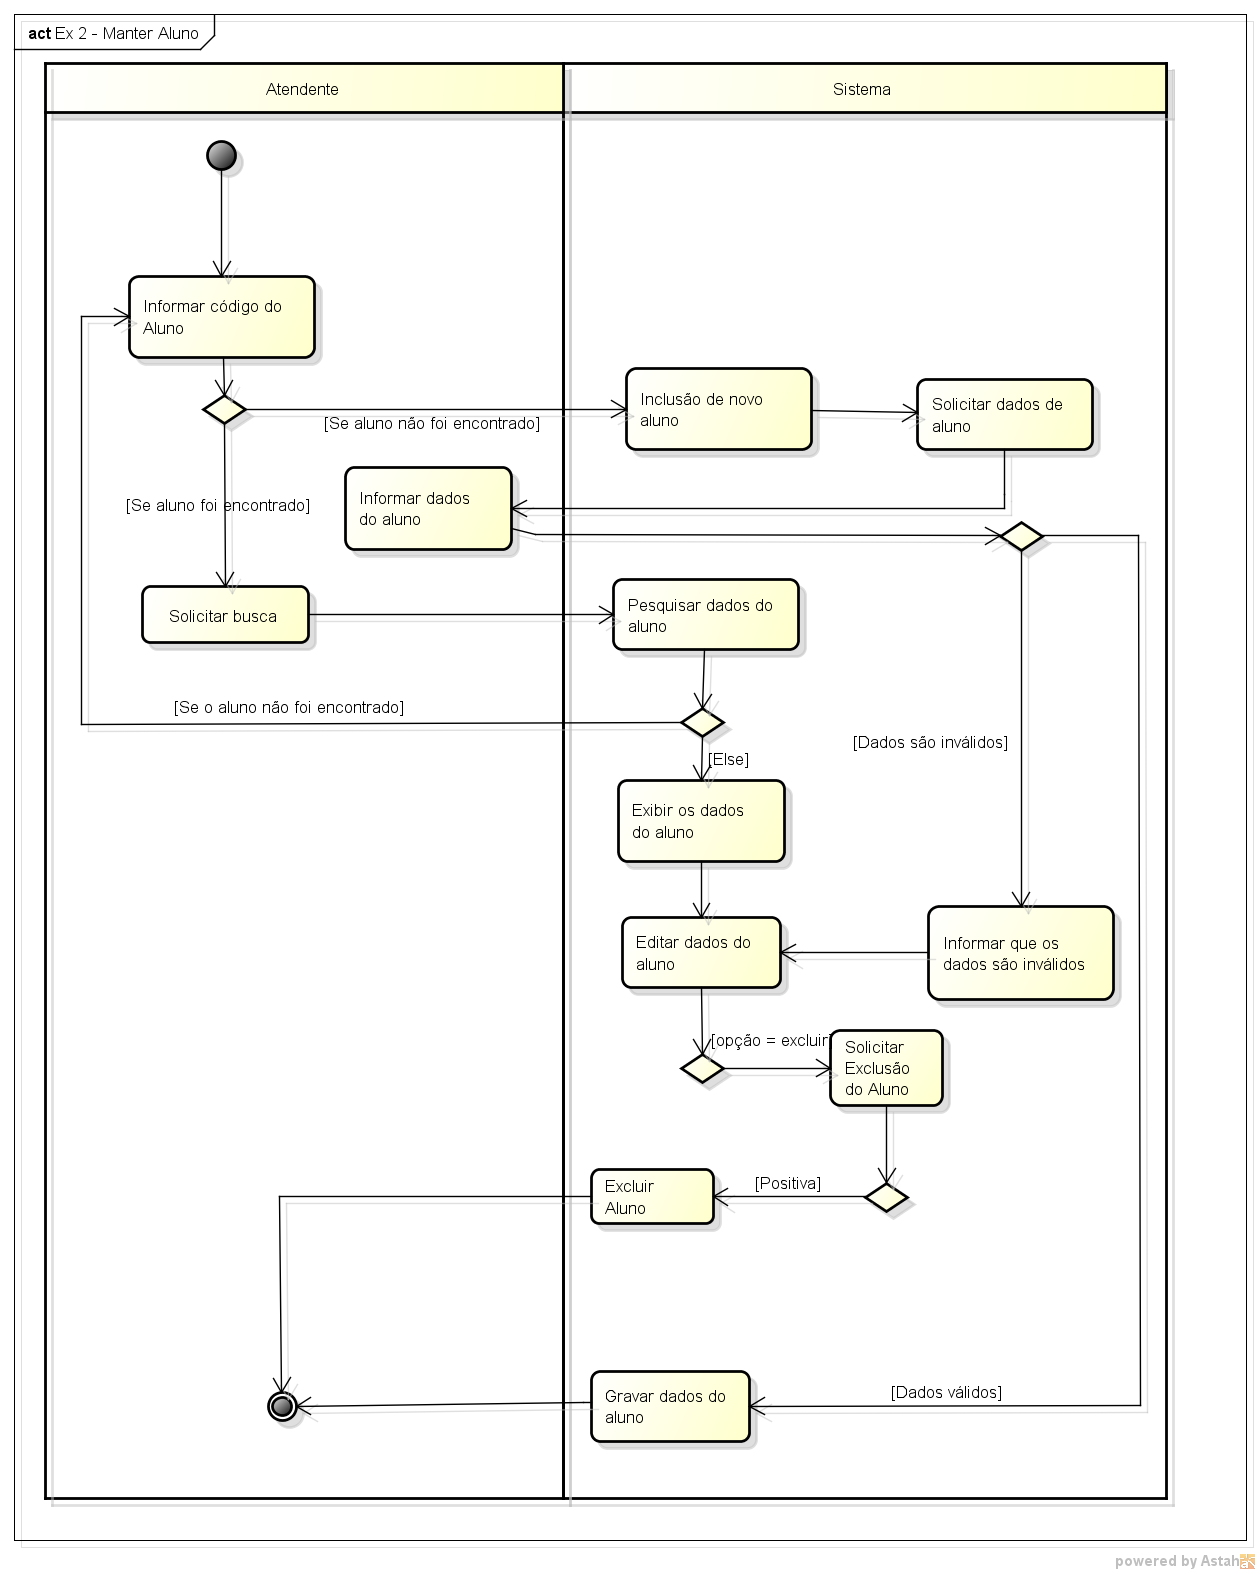 act Ex 2 - Manter Aluno
Atendente
Sistema
Informar código do
Aluno
Inclusão de novo
aluno
Solicitar dados de
aluno
[Se aluno não foi encontrado]
Informar dados
do aluno
[Se aluno foi encontrado]
Solicitar busca
Pesquisar dados do
aluno
[Se o aluno não foi encontrado]
[Dados são inválidos]
[Else]
Exibir os dados
do aluno
Editar dados do
aluno
Informar que os
dados são inválidos
[opção = excluir]
Solicitar
Exclusão
do Aluno
[Positiva]
Excluir
Aluno
[Dados válidos]
Gravar dados do
aluno
powered by Astah